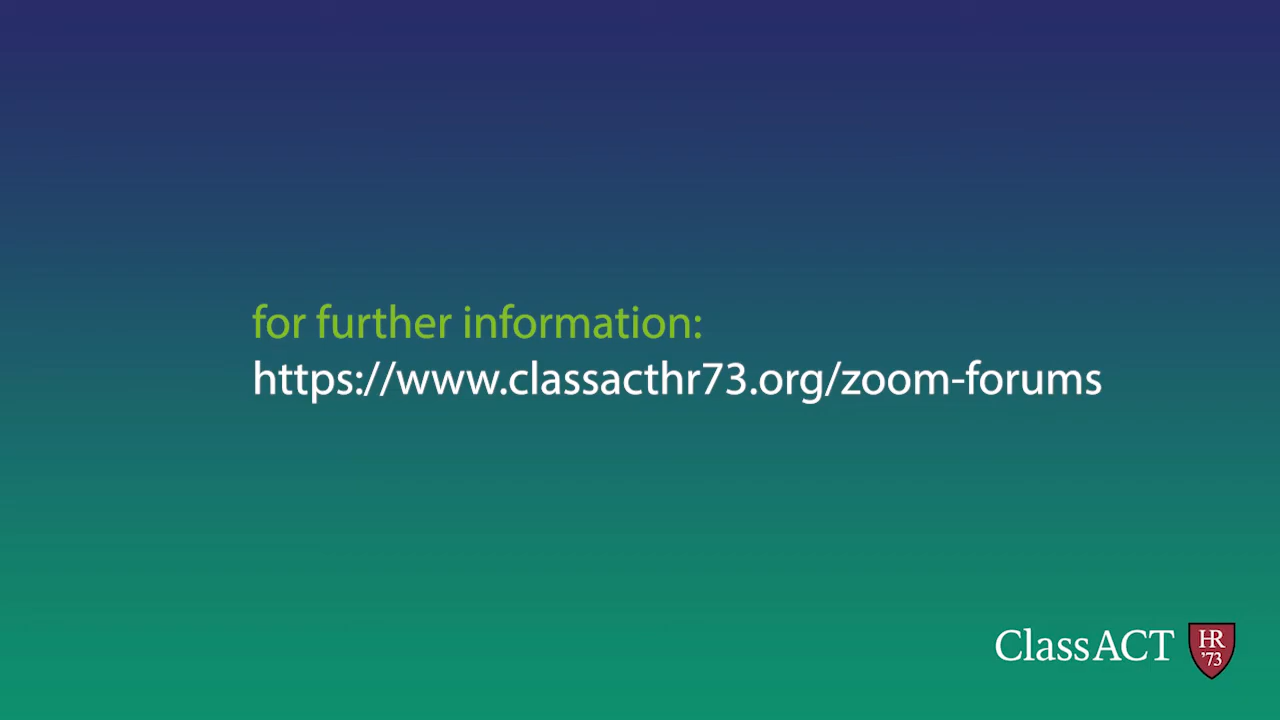 for further information:
https://www.classacthr73.org/zoom-forums
ClassACT
HR
'73